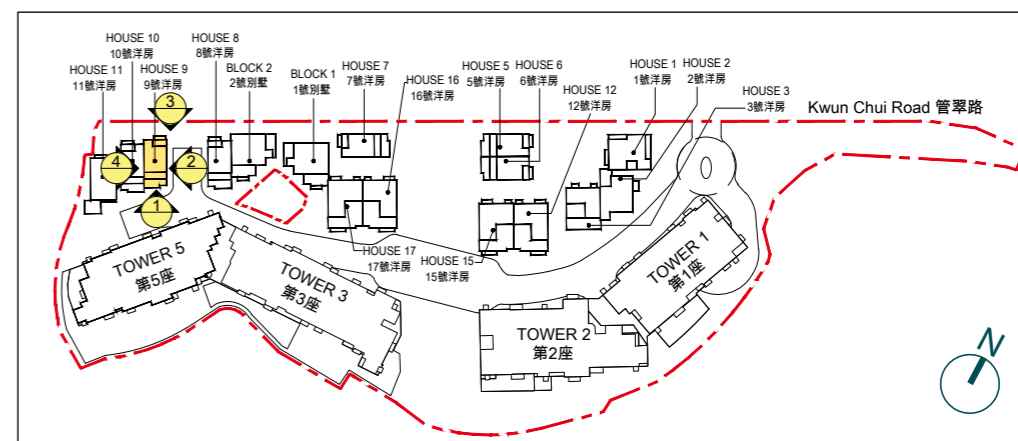 HOUSE 10
10號洋房
HOUSE 11
11號洋房
HOUSE 9
9號洋房
HOUSE 8
8號洋房
BLOCK 2
2號別墅
BLOCK 1
1號別墅
HOUSE 7
7號洋房
HOUSE 16
16號洋房
HOUSE 5
5號洋房
HOUSE 6
6號洋房
HOUSE 12
12號洋房
HOUSE 1
1號洋房
HOUSE 2
2號洋房
HOUSE 3
3號洋房
Kwun Chui Road 管翠路
3
4
2
1
HOUSE 17
17號洋房
HOUSE 15
15號洋房
TOWER 5
第5座
TOWER 3
第3座
TOWER 2
第2座
TOWER 1
第1座
N